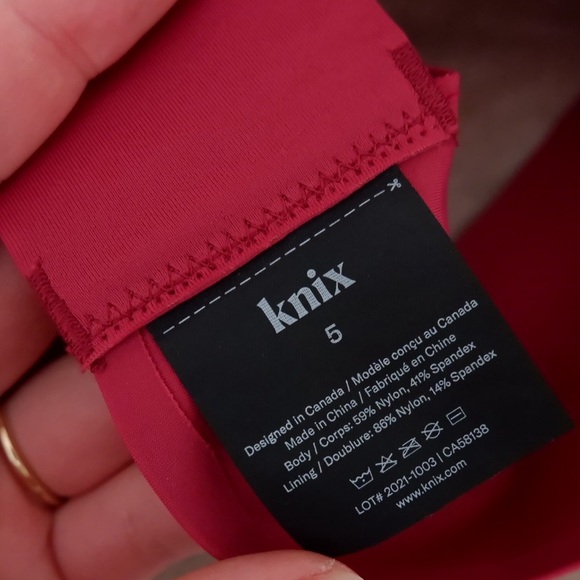 knix
5
Designed in Canada / Modèle conçu au Canada
Made in China / Fabriqué en Chine
Body / Corps: 59% Nylon, 41% Spandex
Lining / Doublure: 86% Nylon, 14% Spandex
LOT# 2021-1003 | CA58138
www.knix.com